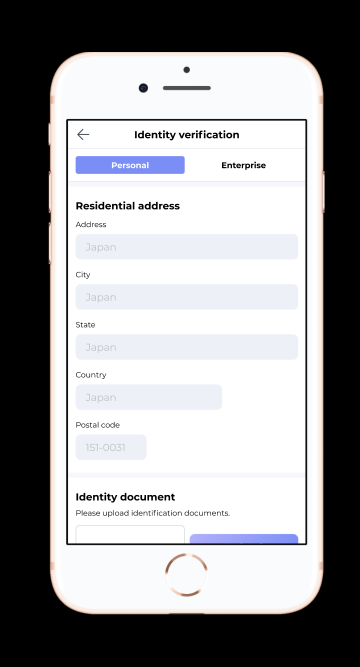 Identity verification
Personal Enterprise
Residential address
Address
Japan
City
Japan
State
Japan
Country
Japan
Postal code
151-0031
Identity document
Please upload identification documents.